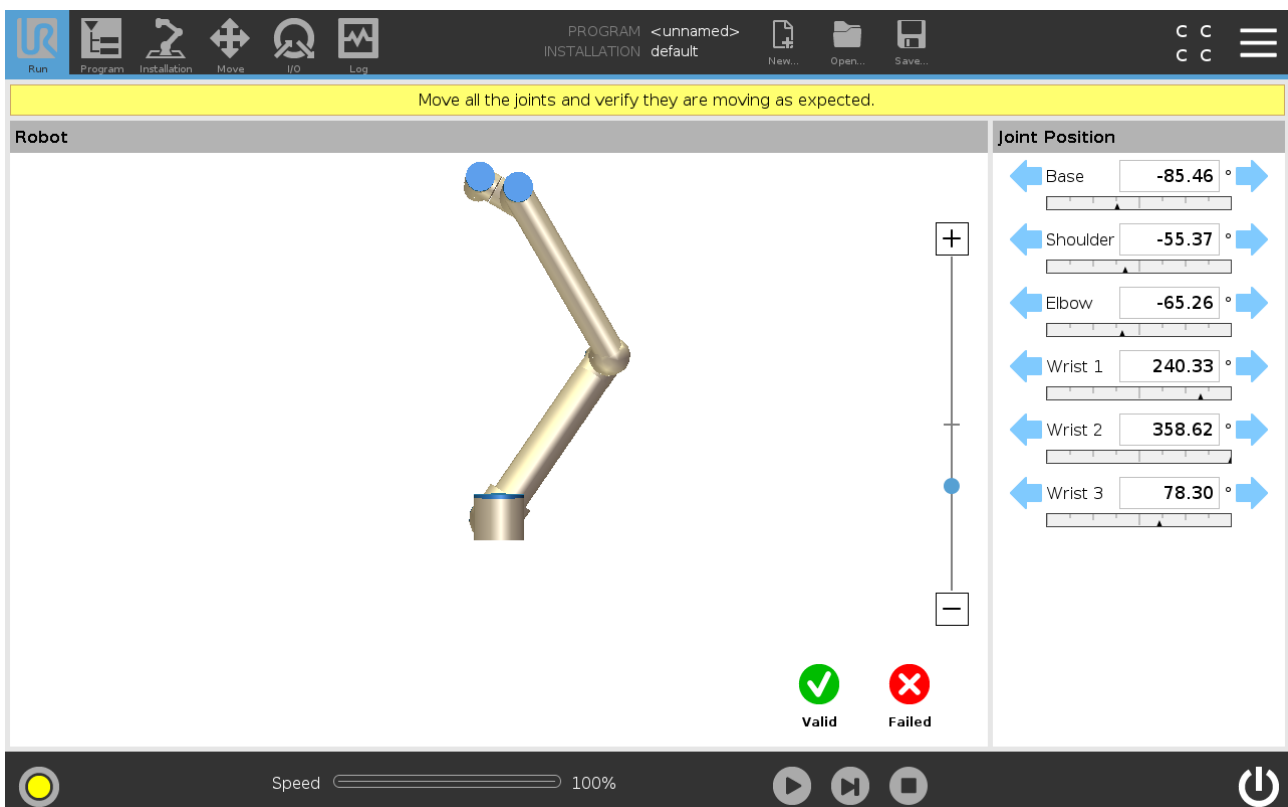 PROGRAM <unnamed>
INSTALLATION default
C C
C C
UR
Run Program Installation Move I/O Log New... Open... Save...
Move all the joints and verify they are moving as expected.
Robot
Joint Position
Base -85.46 °
Shoulder -55.37 °
Elbow -65.26 °
Wrist 1 240.33 °
Wrist 2 358.62 °
Wrist 3 78.30 °
Valid Failed
Speed 100%